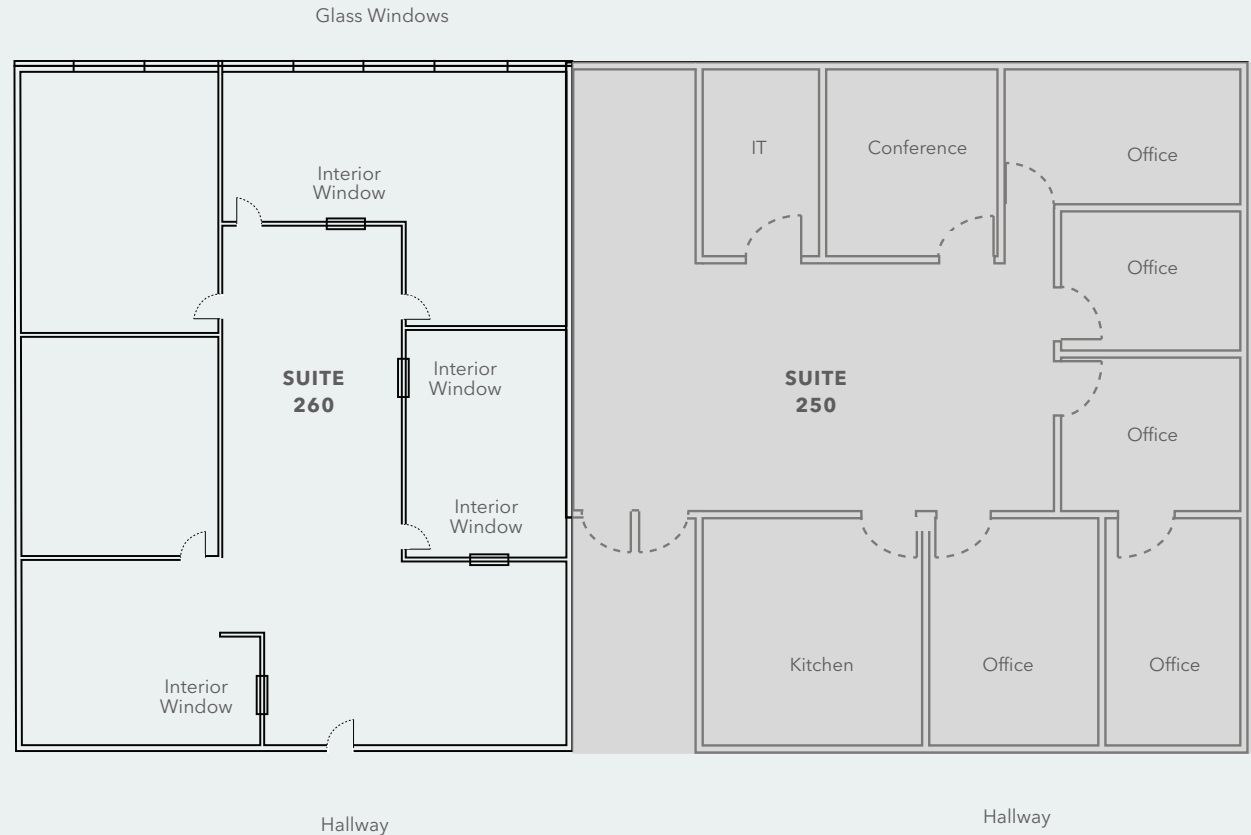 Glass Windows
Interior
Window
IT
Conference
Office
Office
SUITE
260
Interior
Window
SUITE
250
Office
Interior
Window
Interior
Window
Kitchen
Office
Office
Hallway
Hallway